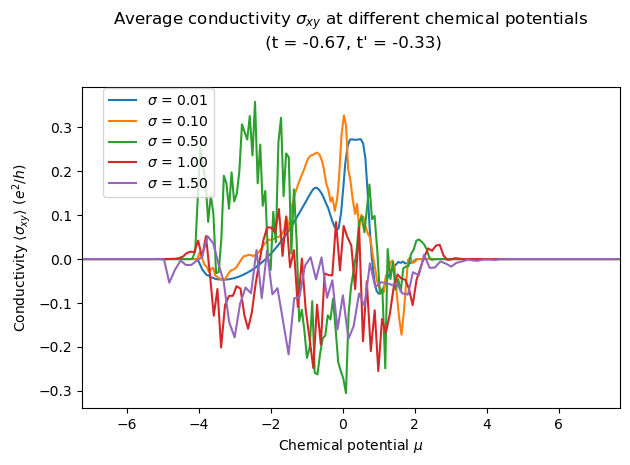 Average conductivity σxy at different chemical potentials
(t = -0.67, t' = -0.33)
Conductivity ⟨σxy⟩ (e²/h)
σ = 0.01
σ = 0.10
σ = 0.50
σ = 1.00
σ = 1.50
0.3
0.2
0.1
0.0
−0.1
−0.2
−0.3
−6 −4 −2 0 2 4 6
Chemical potential μ